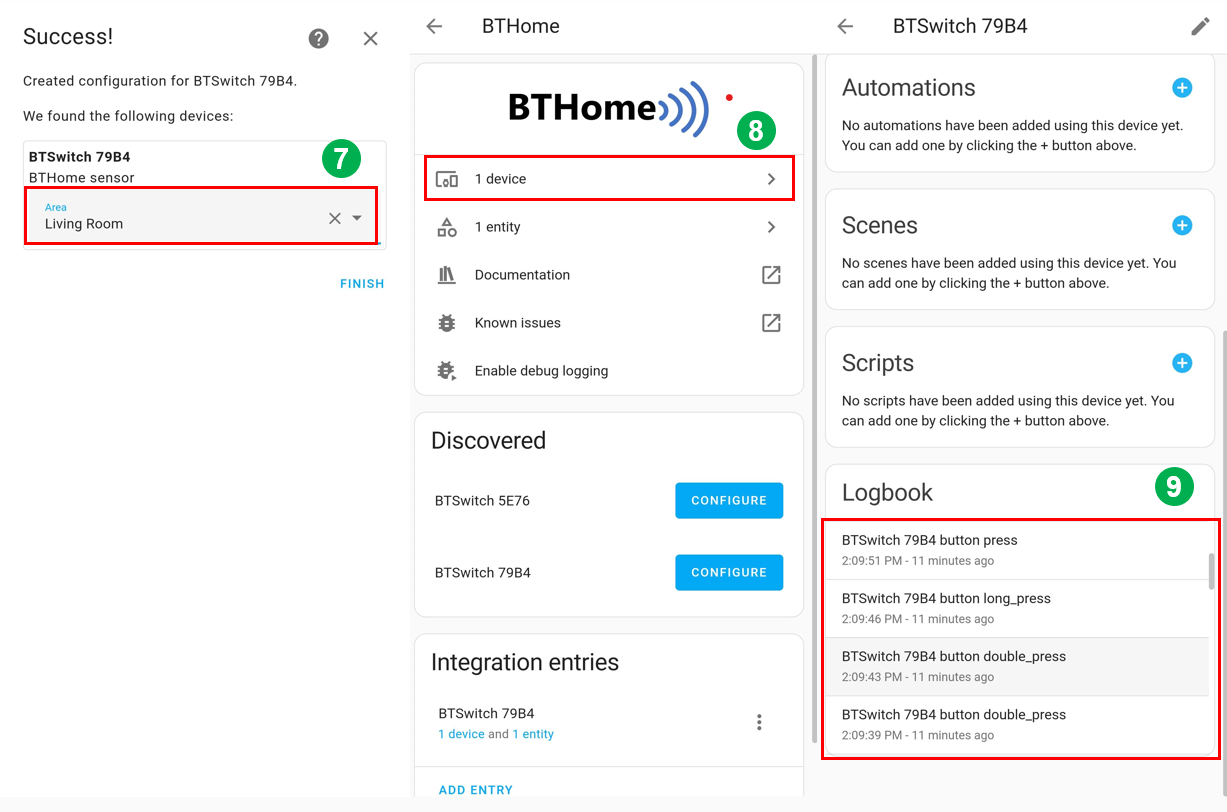 Success!
Created configuration for BTSwitch 79B4.
We found the following devices:
BTSwitch 79B4
7
BTHome sensor
Area
Living Room
FINISH
BTHome
BTHome
8
1 device
1 entity
Documentation
Known issues
Enable debug logging
Discovered
BTSwitch 5E76
CONFIGURE
BTSwitch 79B4
CONFIGURE
Integration entries
BTSwitch 79B4
1 device and 1 entity
ADD ENTRY
BTSwitch 79B4
Automations
No automations have been added using this device yet.
You can add one by clicking the + button above.
Scenes
No scenes have been added using this device yet. You
can add one by clicking the + button above.
Scripts
No scripts have been added using this device yet. You
can add one by clicking the + button above.
Logbook
9
BTSwitch 79B4 button press
2:09:51 PM - 11 minutes ago
BTSwitch 79B4 button long_press
2:09:46 PM - 11 minutes ago
BTSwitch 79B4 button double_press
2:09:43 PM - 11 minutes ago
BTSwitch 79B4 button double_press
2:09:39 PM - 11 minutes ago